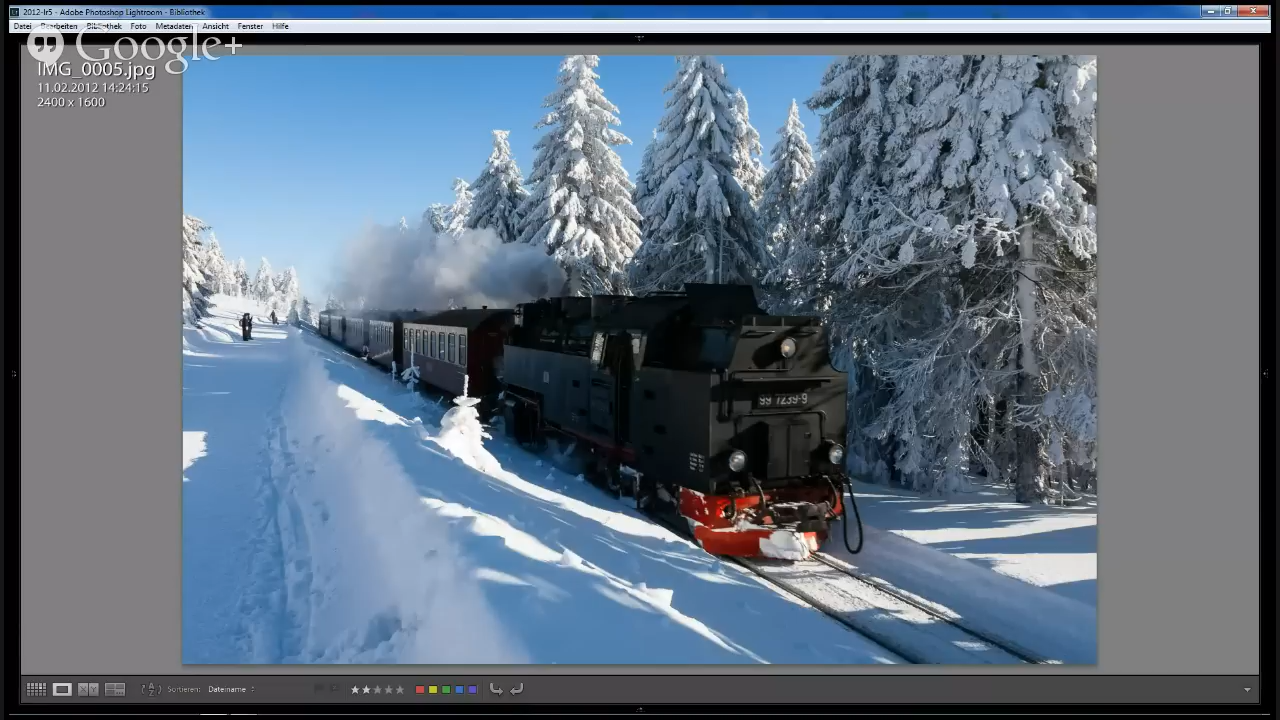 2012-lr5 - Adobe Photoshop Lightroom - Bibliothek
Datei Bearbeiten Bibliothek Foto Metadaten Ansicht Fenster Hilfe
Google+
IMG_0005.jpg
11.02.2012 14:24:15
2400 x 1600
99 7239-9
Sortieren: Dateiname